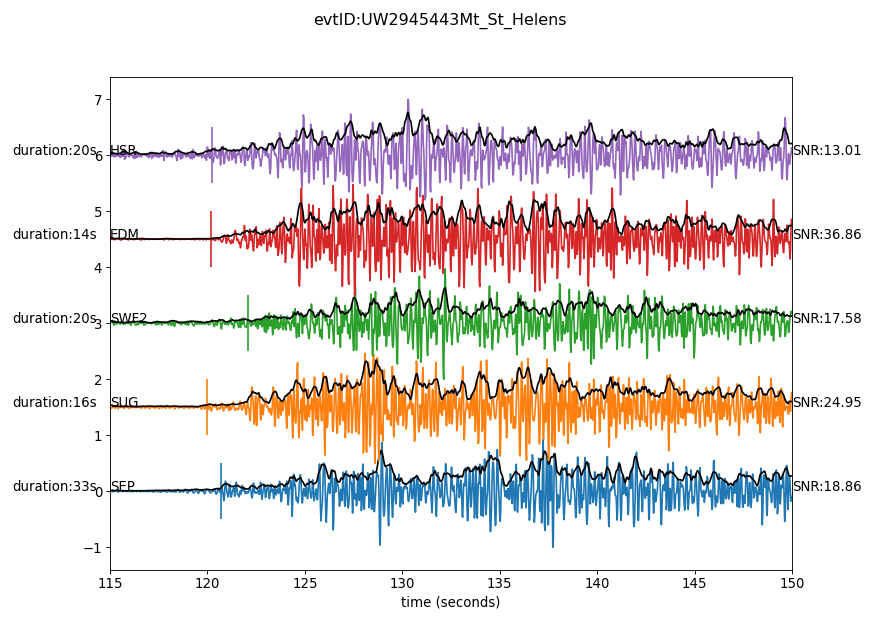 evtID:UW2945443Mt_St_Helens
7
duration:20s HSR SNR:13.01
6
5
duration:14s EDM SNR:36.86
4
duration:20s SWF2 SNR:17.58
3
2
duration:16s SUG SNR:24.95
1
duration:33s SEP SNR:18.86
0
−1
115 120 125 130 135 140 145 150
time (seconds)